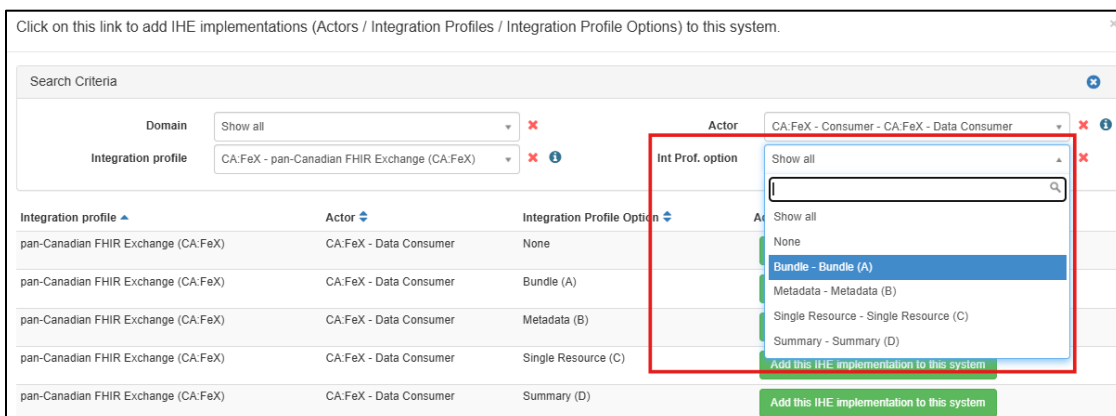 Click on this link to add IHE implementations (Actors / Integration Profiles / Integration Profile Options) to this system.
Search Criteria
Domain Show all Actor CA:FeX - Consumer - CA:FeX - Data Consumer
Integration profile CA:FeX - pan-Canadian FHIR Exchange (CA:FeX) Int Prof. option Show all
Show all
None
Bundle - Bundle (A)
Metadata - Metadata (B)
Single Resource - Single Resource (C)
Summary - Summary (D)
Integration profile Actor Integration Profile Option
pan-Canadian FHIR Exchange (CA:FeX) CA:FeX - Data Consumer None
pan-Canadian FHIR Exchange (CA:FeX) CA:FeX - Data Consumer Bundle (A)
pan-Canadian FHIR Exchange (CA:FeX) CA:FeX - Data Consumer Metadata (B)
pan-Canadian FHIR Exchange (CA:FeX) CA:FeX - Data Consumer Single Resource (C) Add this IHE implementation to this system
pan-Canadian FHIR Exchange (CA:FeX) CA:FeX - Data Consumer Summary (D) Add this IHE implementation to this system